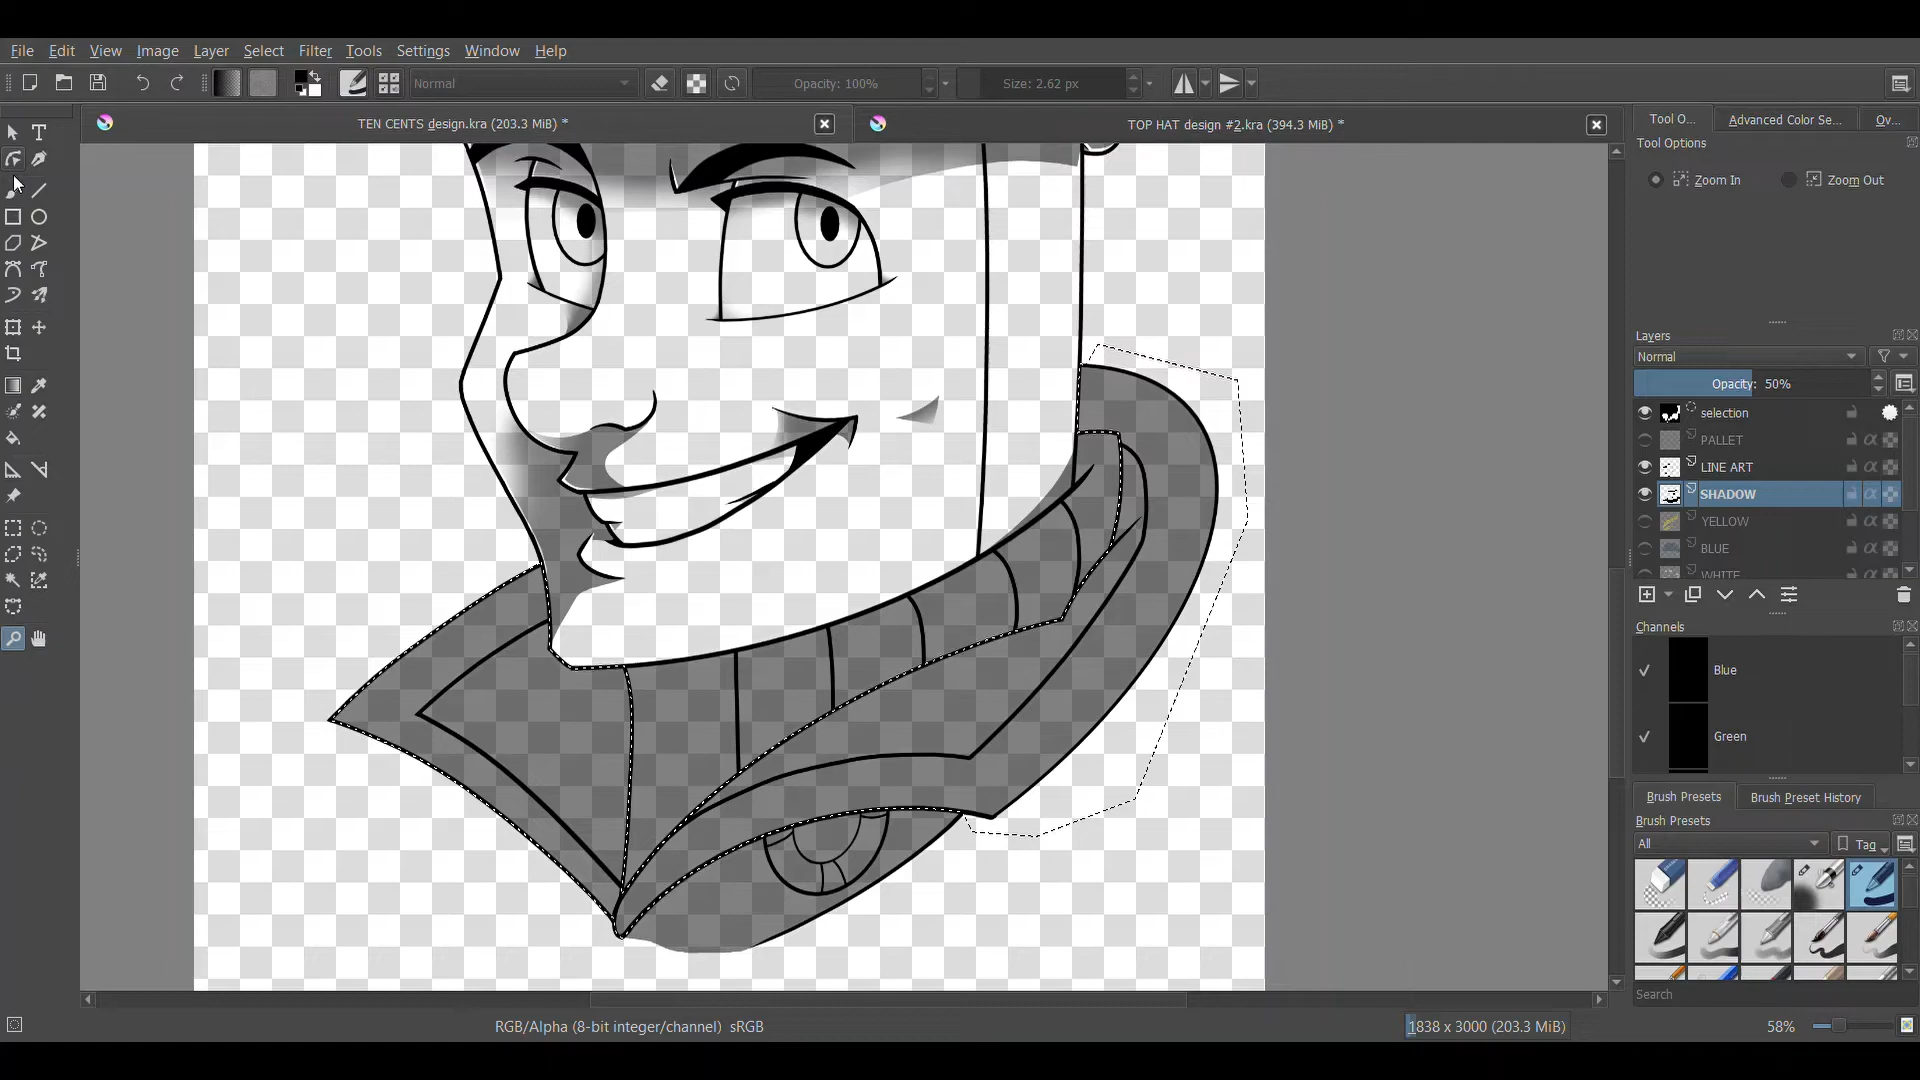 File Edit View Image Layer Select Filter Tools Settings Window Help
Normal
Opacity: 100%
Size: 2.62 px
TEN CENTS design.kra (203.3 MiB) *
TOP HAT design #2.kra (394.3 MiB) *
Tool O...
Advanced Color Se...
Ov...
Tool Options
Zoom In
Zoom Out
Layers
Normal
Opacity: 50%
selection
PALLET
LINE ART
SHADOW
YELLOW
BLUE
WHITE
Channels
Blue
Green
Brush Presets
Brush Preset History
Brush Presets
All
Tag
Search
RGB/Alpha (8-bit integer/channel) sRGB
1838 x 3000 (203.3 MiB)
58%